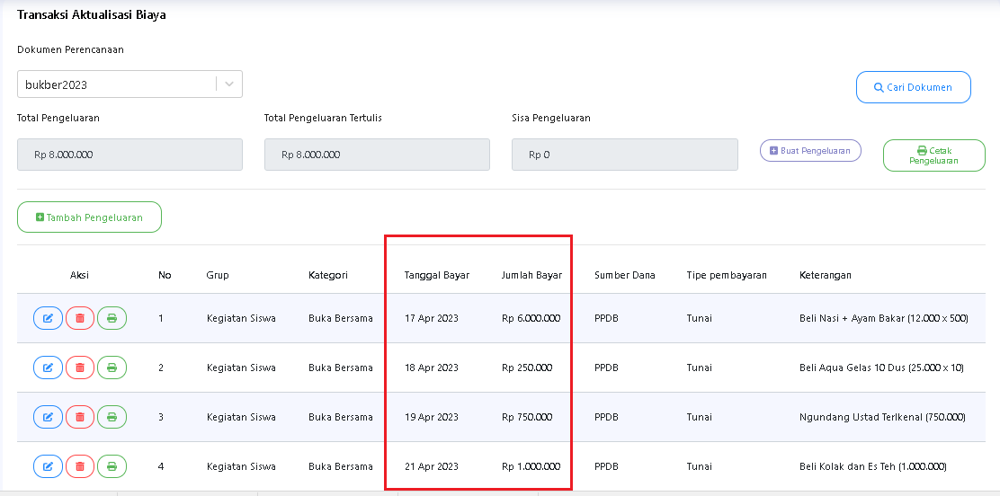 Transaksi Aktualisasi Biaya
Dokumen Perencanaan
bukber2023
Cari Dokumen
Total Pengeluaran Total Pengeluaran Tertulis Sisa Pengeluaran
Rp 8.000.000 Rp 8.000.000 Rp 0 Buat Pengeluaran Cetak Pengeluaran
Tambah Pengeluaran
Aksi No Grup Kategori Tanggal Bayar Jumlah Bayar Sumber Dana Tipe pembayaran Keterangan
1 Kegiatan Siswa Buka Bersama 17 Apr 2023 Rp 6.000.000 PPDB Tunai Beli Nasi + Ayam Bakar (12.000 x 500)
2 Kegiatan Siswa Buka Bersama 18 Apr 2023 Rp 250.000 PPDB Tunai Beli Aqua Gelas 10 Dus (25.000 x 10)
3 Kegiatan Siswa Buka Bersama 19 Apr 2023 Rp 750.000 PPDB Tunai Ngundang Ustad Terlkenal (750.000)
4 Kegiatan Siswa Buka Bersama 21 Apr 2023 Rp 1.000.000 PPDB Tunai Beli Kolak dan Es Teh (1.000.000)